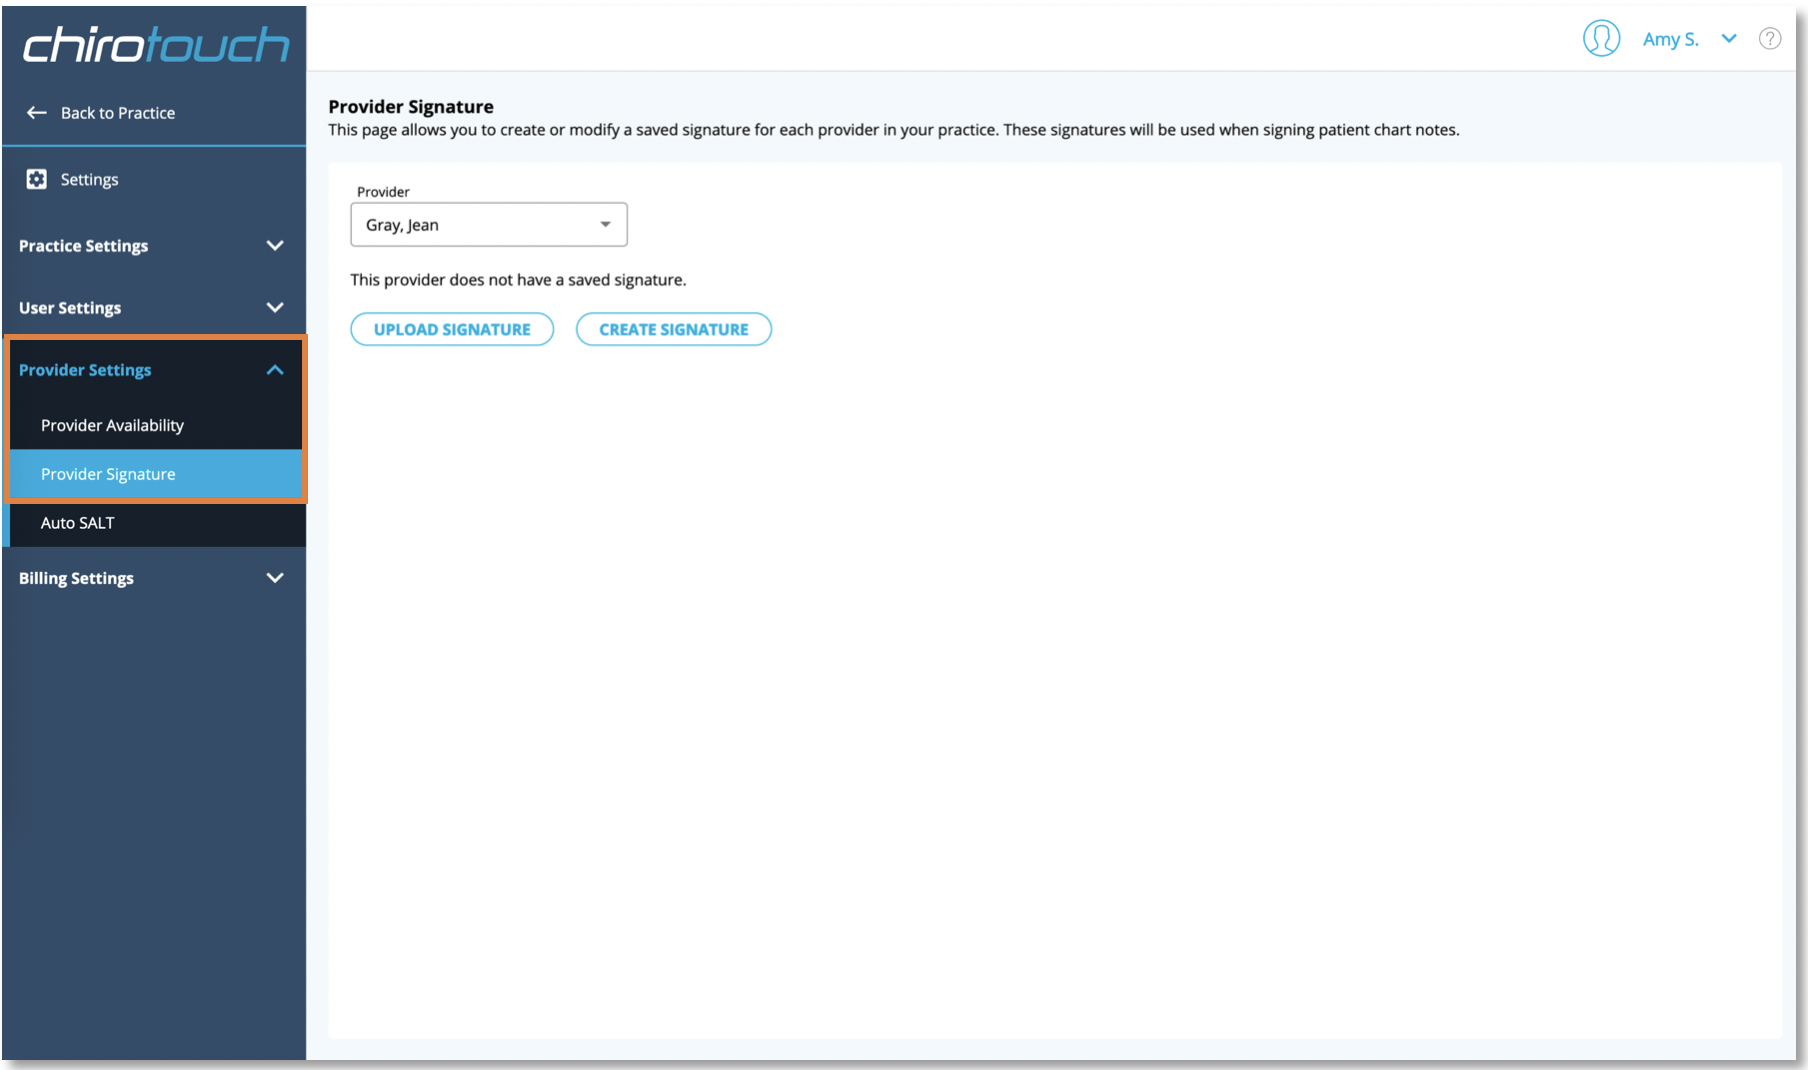 chirotouch
Amy S.
?
Back to Practice
Settings
Practice Settings
User Settings
Provider Settings
Provider Availability
Provider Signature
Auto SALT
Billing Settings
Provider Signature
This page allows you to create or modify a saved signature for each provider in your practice. These signatures will be used when signing patient chart notes.
Provider
Gray, Jean
This provider does not have a saved signature.
UPLOAD SIGNATURE CREATE SIGNATURE